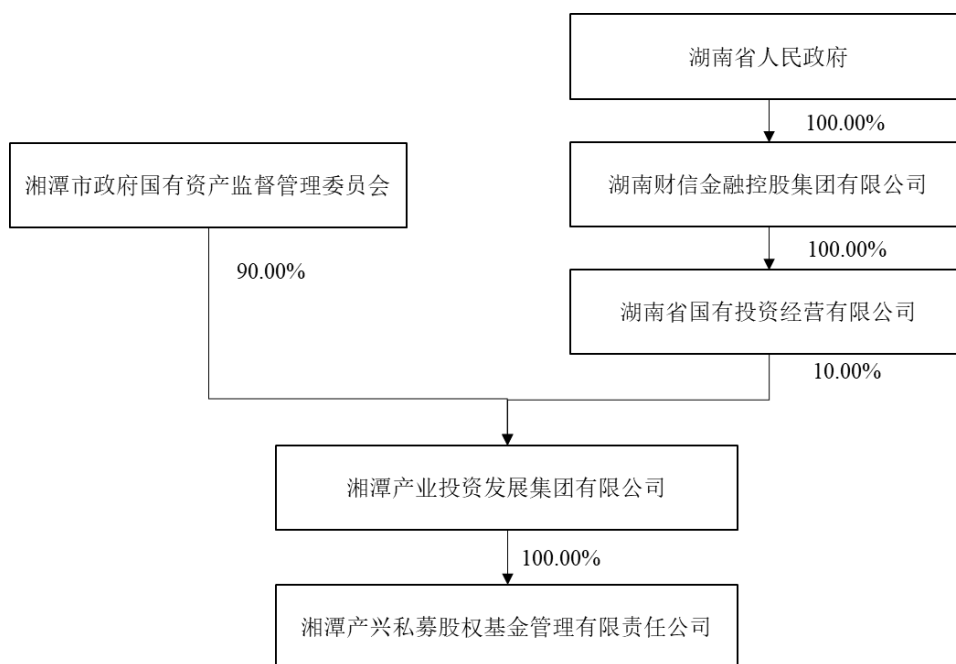 湖南省人民政府
100.00%
湘潭市政府国有资产监督管理委员会
湖南财信金融控股集团有限公司
100.00%
90.00%
湖南省国有投资经营有限公司
10.00%
湘潭产业投资发展集团有限公司
100.00%
湘潭产兴私募股权基金管理有限责任公司